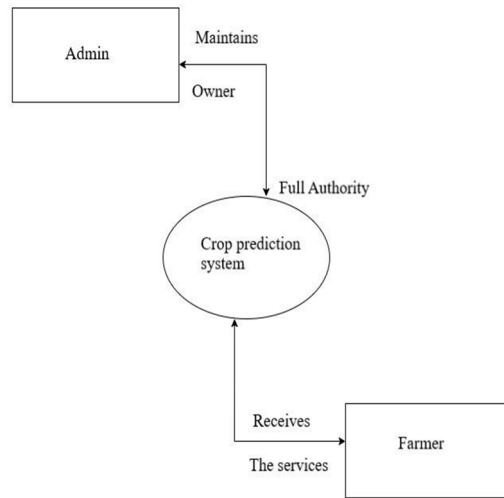 Maintains
Admin
Owner
Full Authority
Crop prediction
system
Receives
Farmer
The services